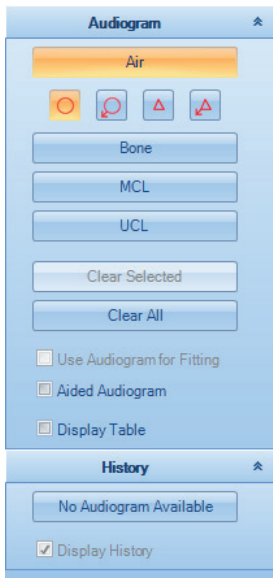 Audiogram
Air
Bone
MCL
UCL
Clear Selected
Clear All
Use Audiogram for Fitting
Aided Audiogram
Display Table
History
No Audiogram Available
Display History